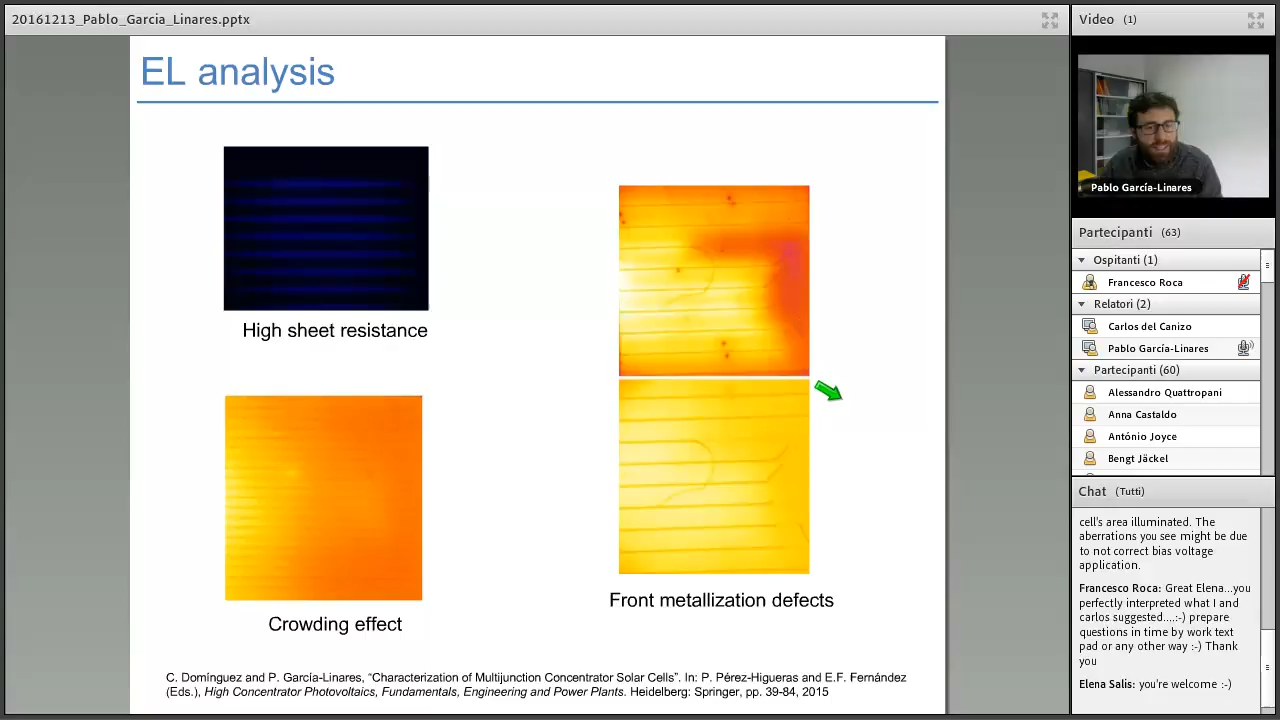 20161213_Pablo_Garcia_Linares.pptx
EL analysis
High sheet resistance
Crowding effect
Front metallization defects
C. Domínguez and P. García-Linares, “Characterization of Multijunction Concentrator Solar Cells”. In: P. Pérez-Higueras and E.F. Fernández
(Eds.), High Concentrator Photovoltaics, Fundamentals, Engineering and Power Plants. Heidelberg: Springer, pp. 39-84, 2015
Video (1)
Pablo García-Linares
Partecipanti (63)
Ospitanti (1)
Francesco Roca
Relatori (2)
Carlos del Canizo
Pablo García-Linares
Partecipanti (60)
Alessandro Quattropani
Anna Castaldo
António Joyce
Bengt Jäckel
Chat (Tutti)
cell's area illuminated. The
aberrations you see might be due
to not correct bias voltage
application.
Francesco Roca: Great Elena...you
perfectly interpreted what I and
carlos suggested....:-) prepare
questions in time by work text
pad or any other way :-) Thank
you
Elena Salis: you're welcome :-)